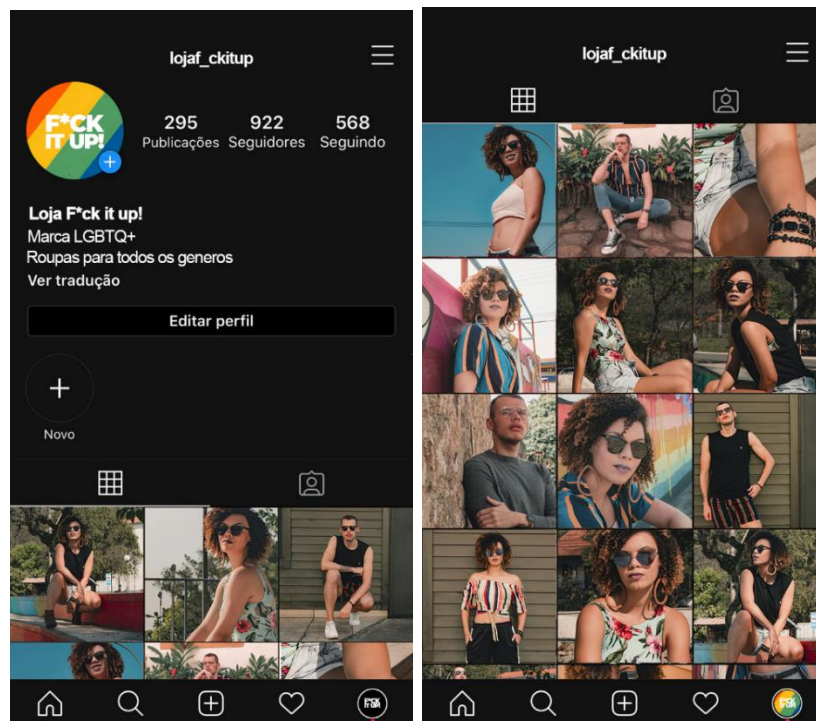 lojaf_ckitup
F*CK
IT UP!
295 922 568
Publicações Seguidores Seguindo
Loja F*ck it up!
Marca LGBTQ+
Roupas para todos os generos
Ver tradução
Editar perfil
Novo
lojaf_ckitup